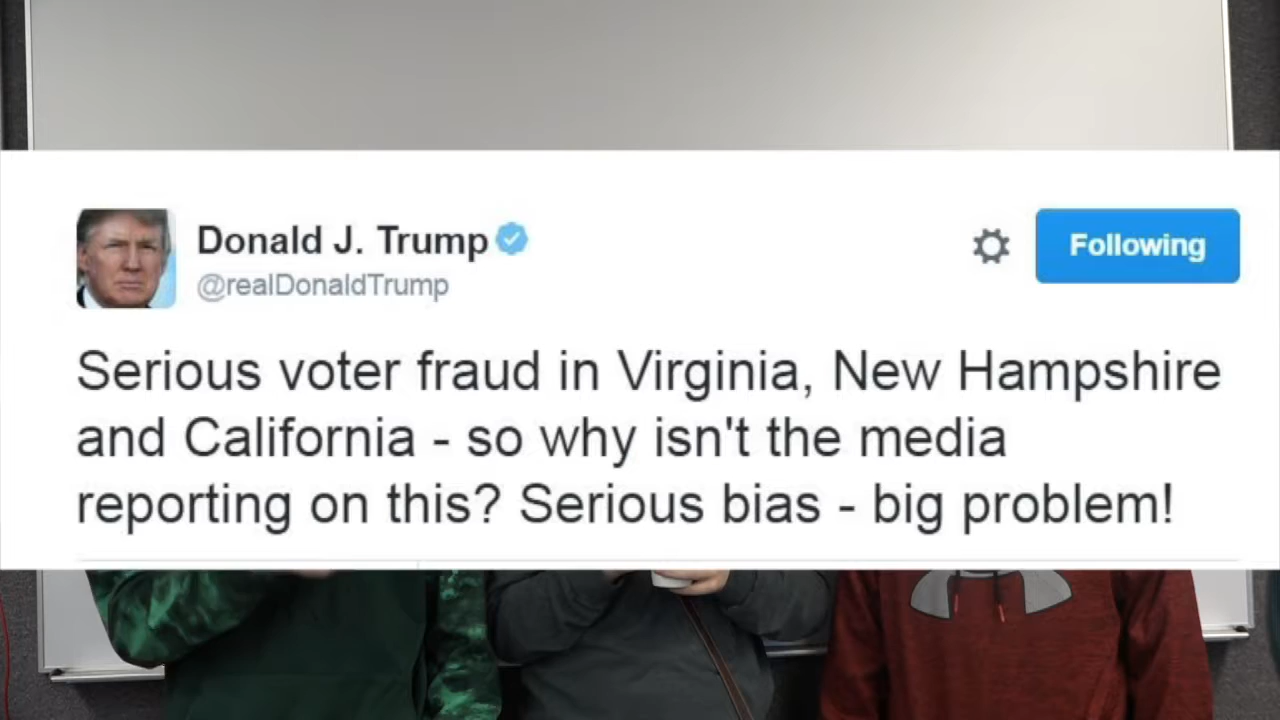 Donald J. Trump
@realDonaldTrump
Following
Serious voter fraud in Virginia, New Hampshire
and California - so why isn't the media
reporting on this? Serious bias - big problem!